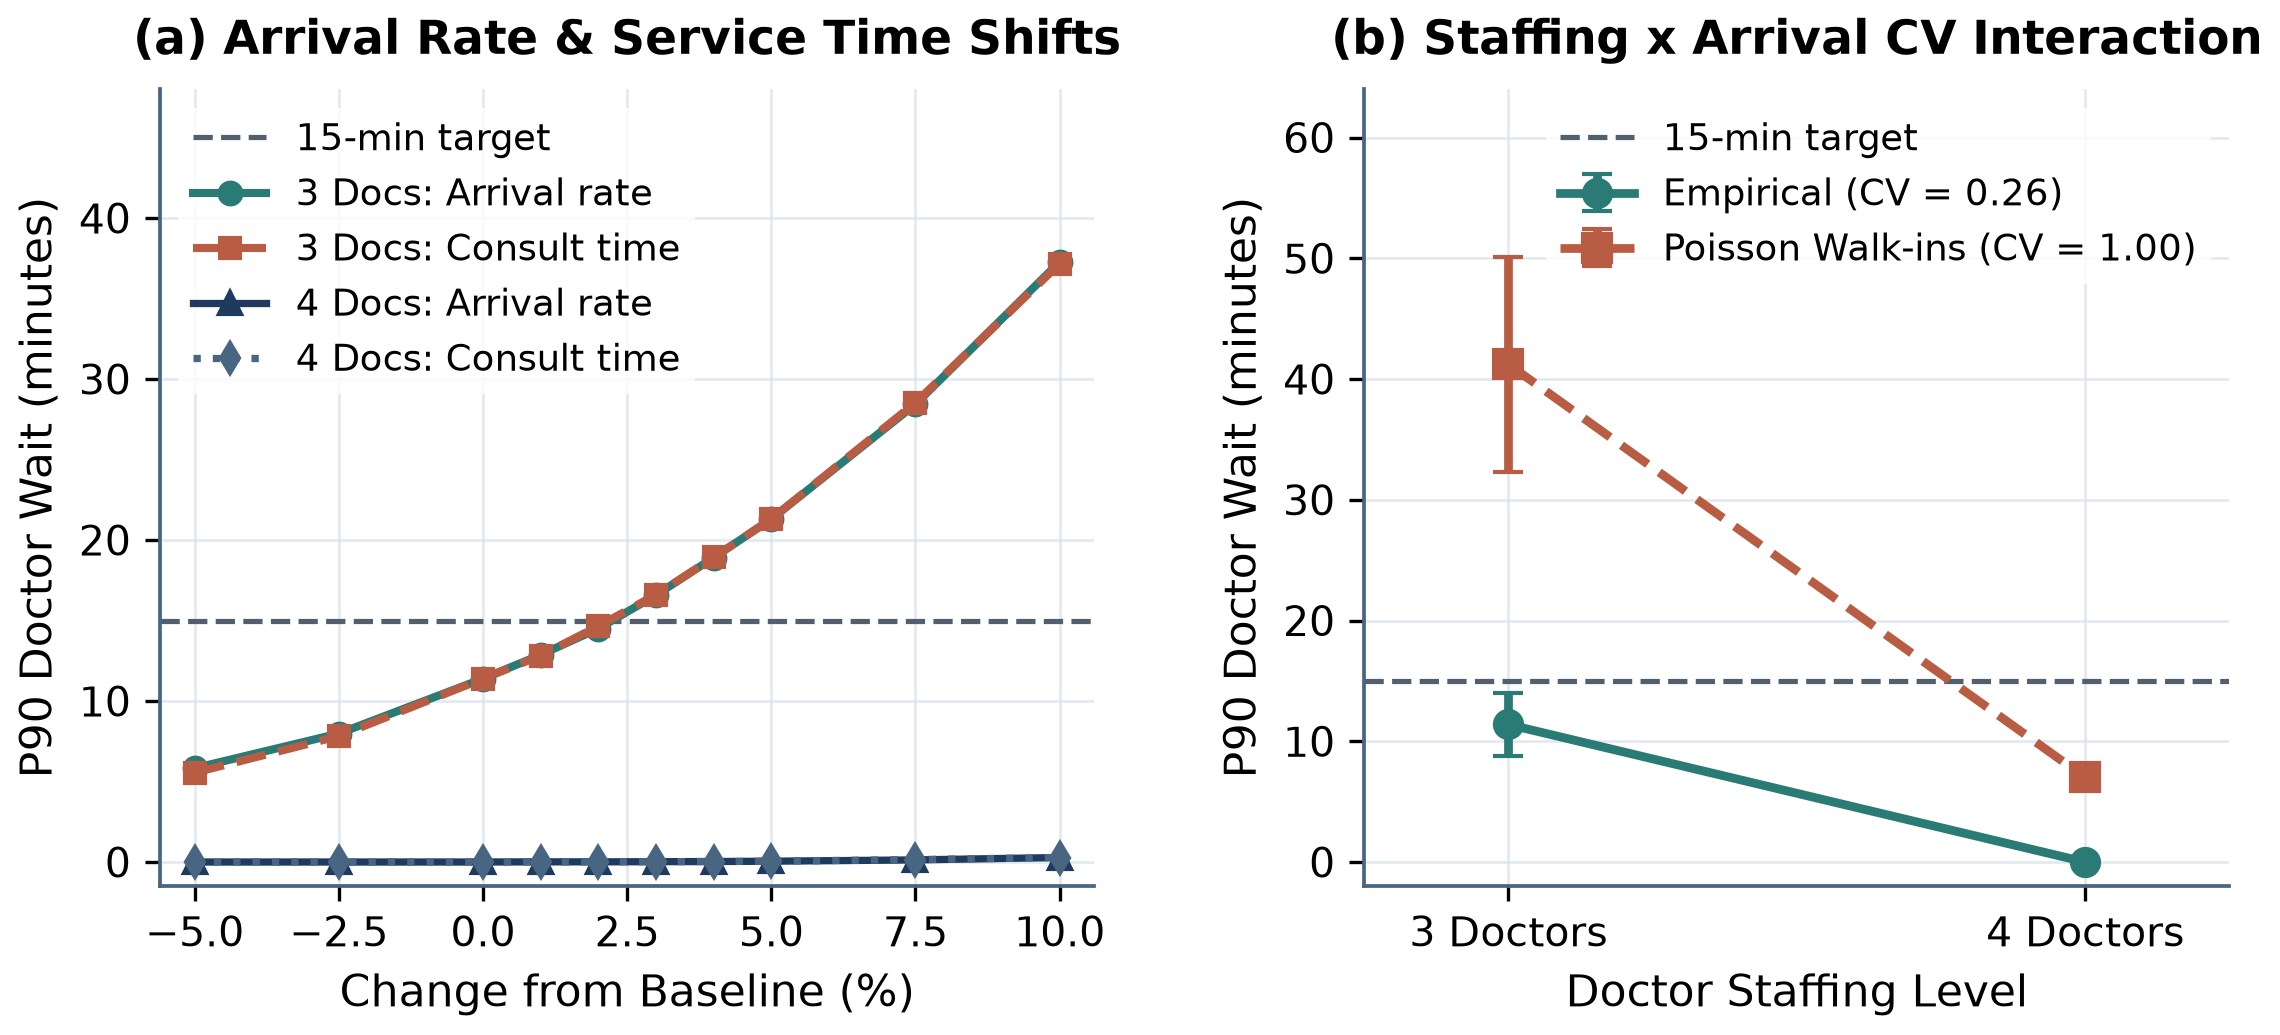 (a) Arrival Rate & Service Time Shifts
P90 Doctor Wait (minutes)
40
30
20
10
0
15-min target
3 Docs: Arrival rate
3 Docs: Consult time
4 Docs: Arrival rate
4 Docs: Consult time
−5.0 −2.5 0.0 2.5 5.0 7.5 10.0
Change from Baseline (%)
(b) Staffing x Arrival CV Interaction
P90 Doctor Wait (minutes)
60
50
40
30
20
10
0
15-min target
Empirical (CV = 0.26)
Poisson Walk-ins (CV = 1.00)
3 Doctors 4 Doctors
Doctor Staffing Level